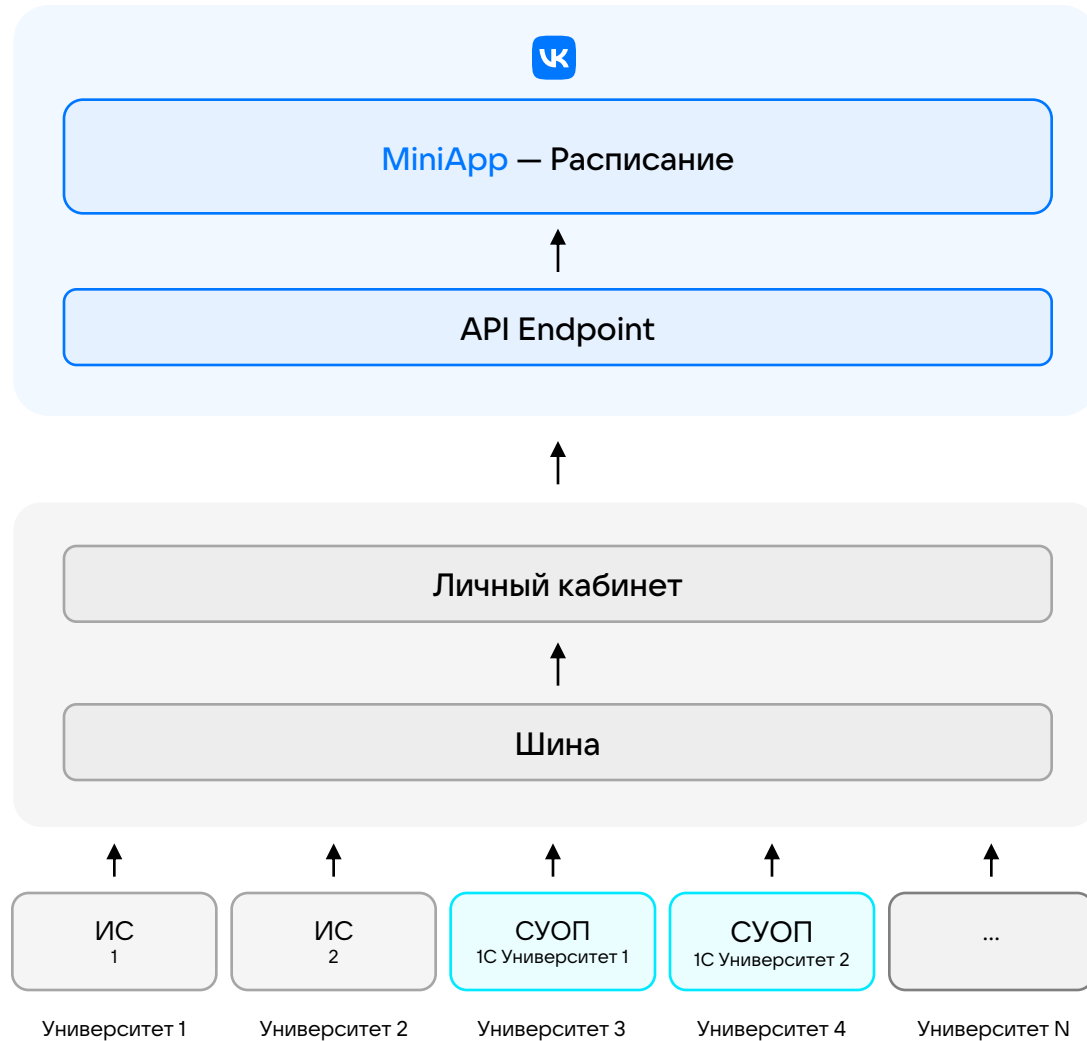 VK
MiniApp — Расписание
API Endpoint
Личный кабинет
Шина
ИС
1
ИС
2
СУОП
1С Университет 1
СУОП
1С Университет 2
...
Университет 1
Университет 2
Университет 3
Университет 4
Университет N